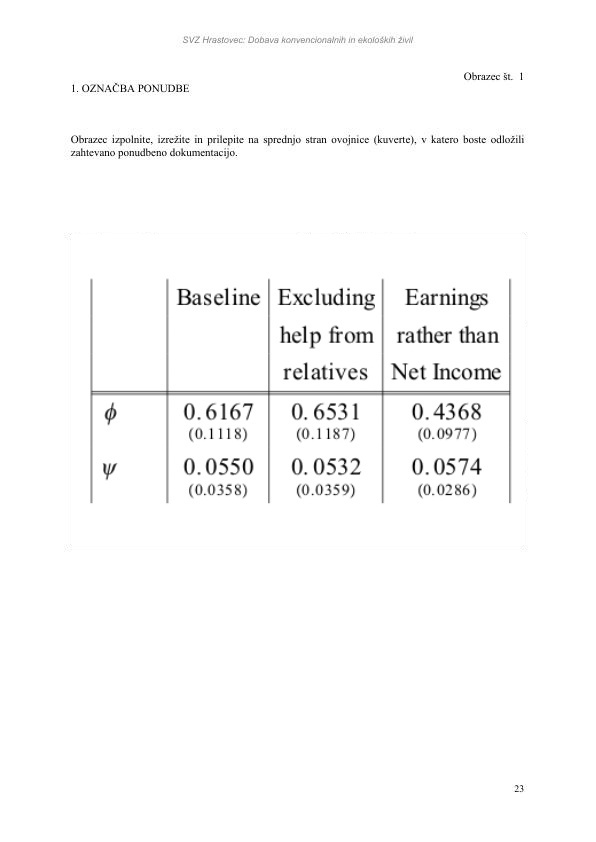 SVZ Hrastovec: Dobava konvencionalnih in ekoloških živil
Obrazec št. 1
1. OZNAČBA PONUDBE
Obrazec izpolnite, izrežite in prilepite na sprednjo stran ovojnice (kuverte), v katero boste odložili
zahtevano ponudbeno dokumentacijo.
Baseline Excluding Earnings
help from rather than
relatives Net Income
ϕ 0.6167 0.6531 0.4368
(0.1118) (0.1187) (0.0977)
ψ 0.0550 0.0532 0.0574
(0.0358) (0.0359) (0.0286)
23